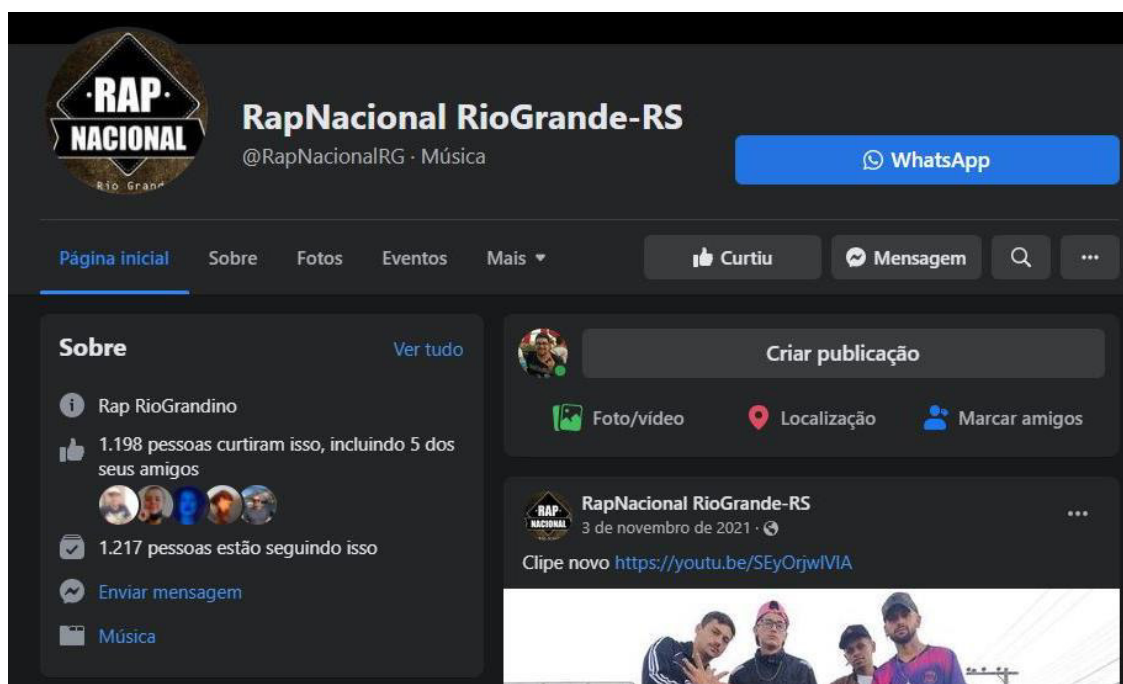 ·RAP·
NACIONAL
Rio Grand
RapNacional RioGrande-RS
@RapNacionalRG · Música
WhatsApp
Página inicial
Sobre
Fotos
Eventos
Mais
Curtiu
Mensagem
Sobre
Ver tudo
Rap RioGrandino
1.198 pessoas curtiram isso, incluindo 5 dos
seus amigos
1.217 pessoas estão seguindo isso
Enviar mensagem
Música
Criar publicação
Foto/vídeo
Localização
Marcar amigos
·RAP·
NACIONAL
RapNacional RioGrande-RS
3 de novembro de 2021 ·
Clipe novo https://youtu.be/SEyOrjwIVIA